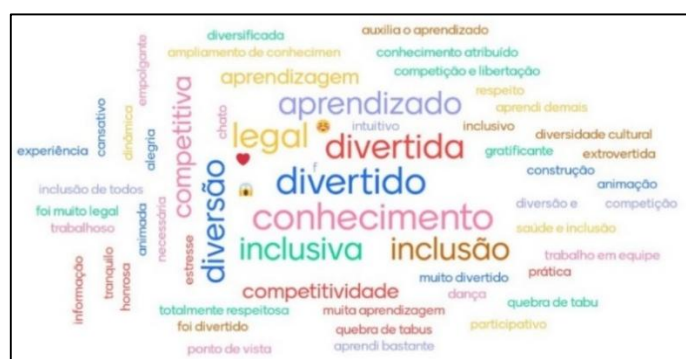 diversificada
auxilia o aprendizado
ampliamento de conhecimen
conhecimento atribuído
empolgante
aprendizagem
competição e libertação
respeito
aprendizado
aprendi demais
cansativo
dinâmica
competitiva
chato
legal
intuitivo
inclusivo
diversidade cultural
experiência
alegria
divertida
gratificante
extrovertida
construção
inclusão de todos
diversão
f
divertido
animação
foi muito legal
diversão e
competição
trabalhoso
animada
necessária
conhecimento
saúde e inclusão
inclusiva
inclusão
trabalho em equipe
informação
tranquilo
honrosa
estresse
muito divertido
prática
competitividade
dança
quebra de tabu
totalmente respeitosa
muita aprendizagem
participativo
foi divertido
quebra de tabus
ponto de vista
aprendi bastante